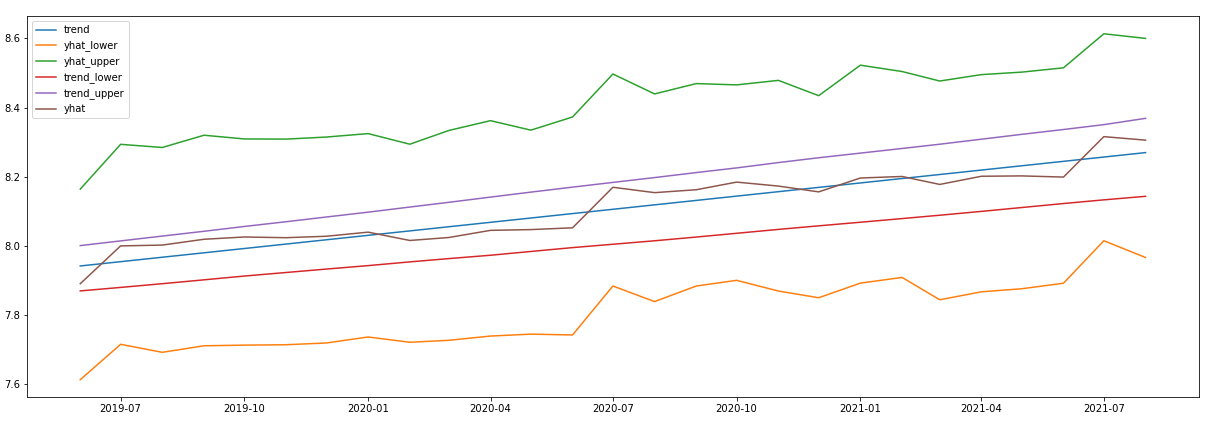 trend
yhat_lower
yhat_upper
trend_lower
trend_upper
yhat
8.6
8.4
8.2
8.0
7.8
7.6
2019-07 2019-10 2020-01 2020-04 2020-07 2020-10 2021-01 2021-04 2021-07